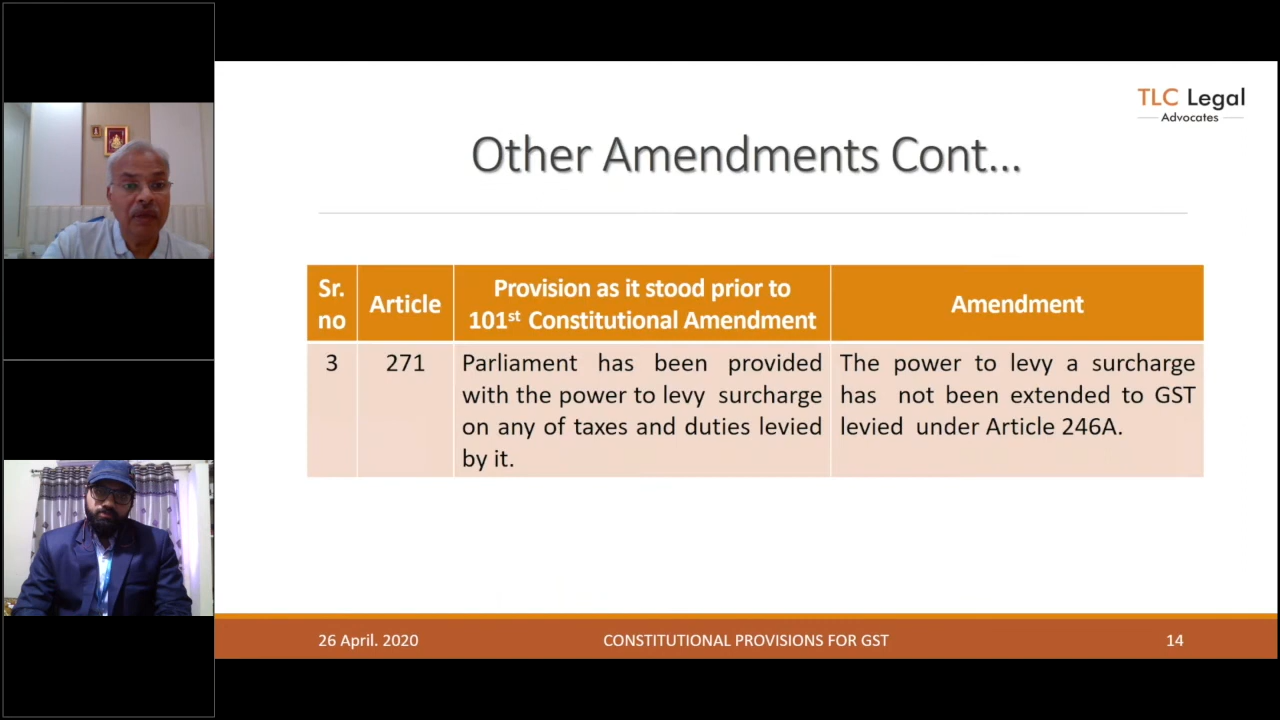 TLC Legal
Advocates
Other Amendments Cont...
Sr. no
Article
Provision as it stood prior to
101st Constitutional Amendment
Amendment
3
271
Parliament has been provided
with the power to levy surcharge
on any of taxes and duties levied
by it.
The power to levy a surcharge
has not been extended to GST
levied under Article 246A.
26 April. 2020
CONSTITUTIONAL PROVISIONS FOR GST
14